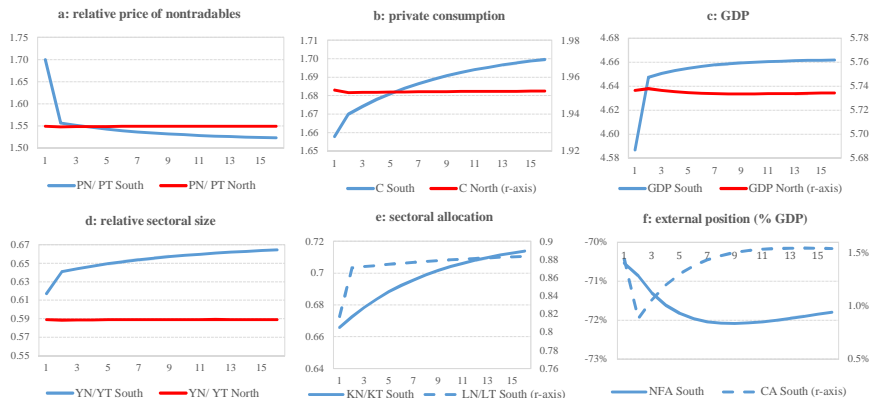 a: relative price of nontradables
1.75
1.70
1.65
1.60
1.55
1.50
1 3 5 7 9 11 13 15
PN/ PT South PN/ PT North
b: private consumption
1.71 1.98
1.70
1.69 1.96
1.68
1.67 1.94
1.66
1.65 1.92
1 3 5 7 9 11 13 15
C South C North (r-axis)
c: GDP
4.68 5.78
4.66 5.76
4.64 5.74
4.62 5.72
4.60 5.70
4.58 5.68
1 3 5 7 9 11 13 15
GDP South GDP North (r-axis)
d: relative sectoral size
0.67
0.65
0.63
0.61
0.59
0.57
0.55
1 3 5 7 9 11 13 15
YN/YT South YN/ YT North
e: sectoral allocation
0.72 0.9
0.88
0.7 0.86
0.84
0.68 0.82
0.8
0.66 0.78
0.64 0.76
1 3 5 7 9 11 13 15
KN/KT South LN/LT South (r-axis)
f: external position (% GDP)
-70% 1.5%
1 3 5 7 9 11 13 15
-71% 1.0%
-72%
-73% 0.5%
NFA South CA South (r-axis)